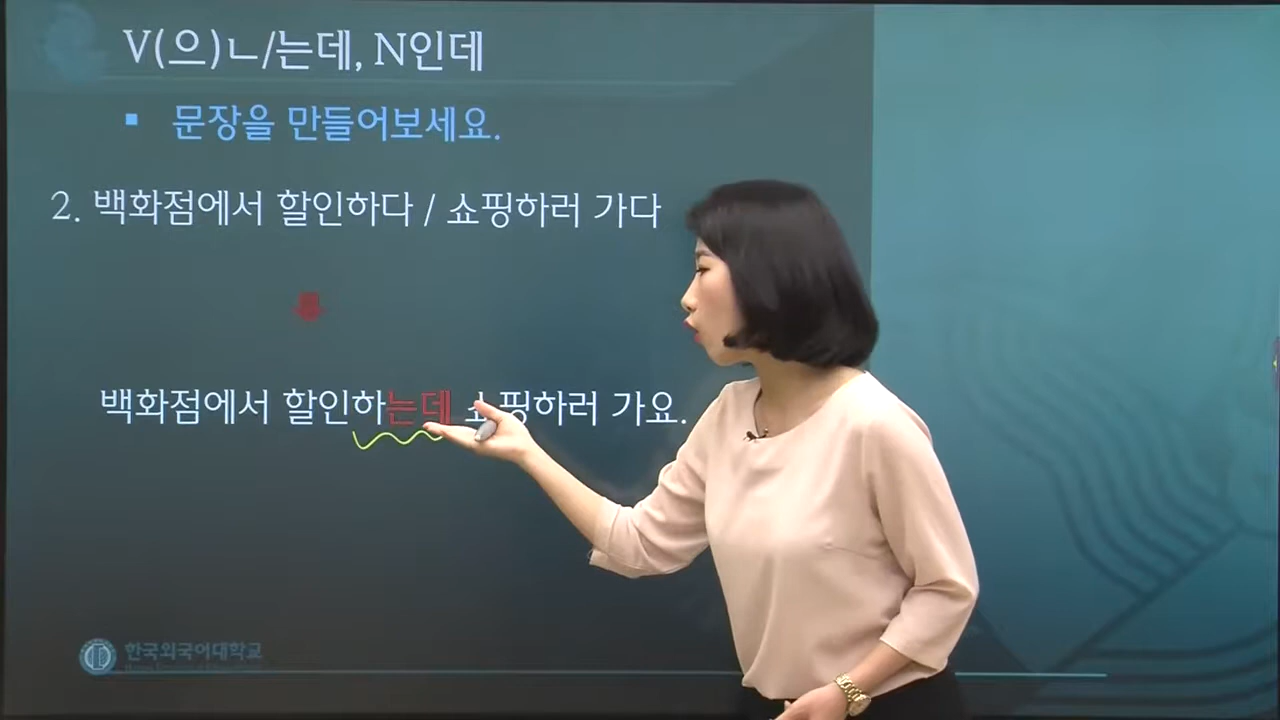 V(으)ㄴ/는데, N인데
▪ 문장을 만들어보세요.
2. 백화점에서 할인하다 / 쇼핑하러 가다
백화점에서 할인하는데 쇼핑하러 가요.
한국외국어대학교